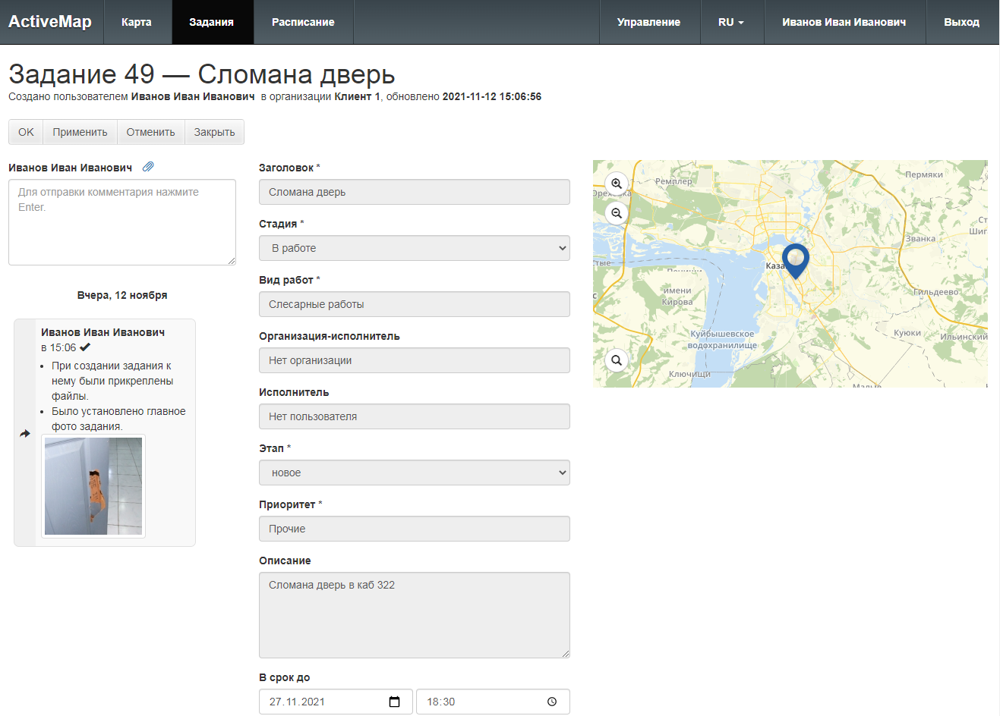 ActiveMap
Карта
Задания
Расписание
Управление
RU
Иванов Иван Иванович
Выход
Задание 49 — Сломана дверь
Создано пользователем Иванов Иван Иванович в организации Клиент 1, обновлено 2021-11-12 15:06:56
OK
Применить
Отменить
Закрыть
Иванов Иван Иванович
Для отправки комментария нажмите
Enter.
Вчера, 12 ноября
Иванов Иван Иванович
в 15:06
При создании задания к
нему были прикреплены
файлы.
Было установлено главное
фото задания.
Заголовок *
Сломана дверь
Стадия *
В работе
Вид работ *
Слесарные работы
Организация-исполнитель
Нет организации
Исполнитель
Нет пользователя
Этап *
новое
Приоритет *
Прочие
Описание
Сломана дверь в каб 322
В срок до
27.11.2021
18:30
Ремплер
Пермяки
Званка
имени
Кирова
Гильдеево
Куйбышевское
водохранилище
Куюки
Ильинский
Ключищи